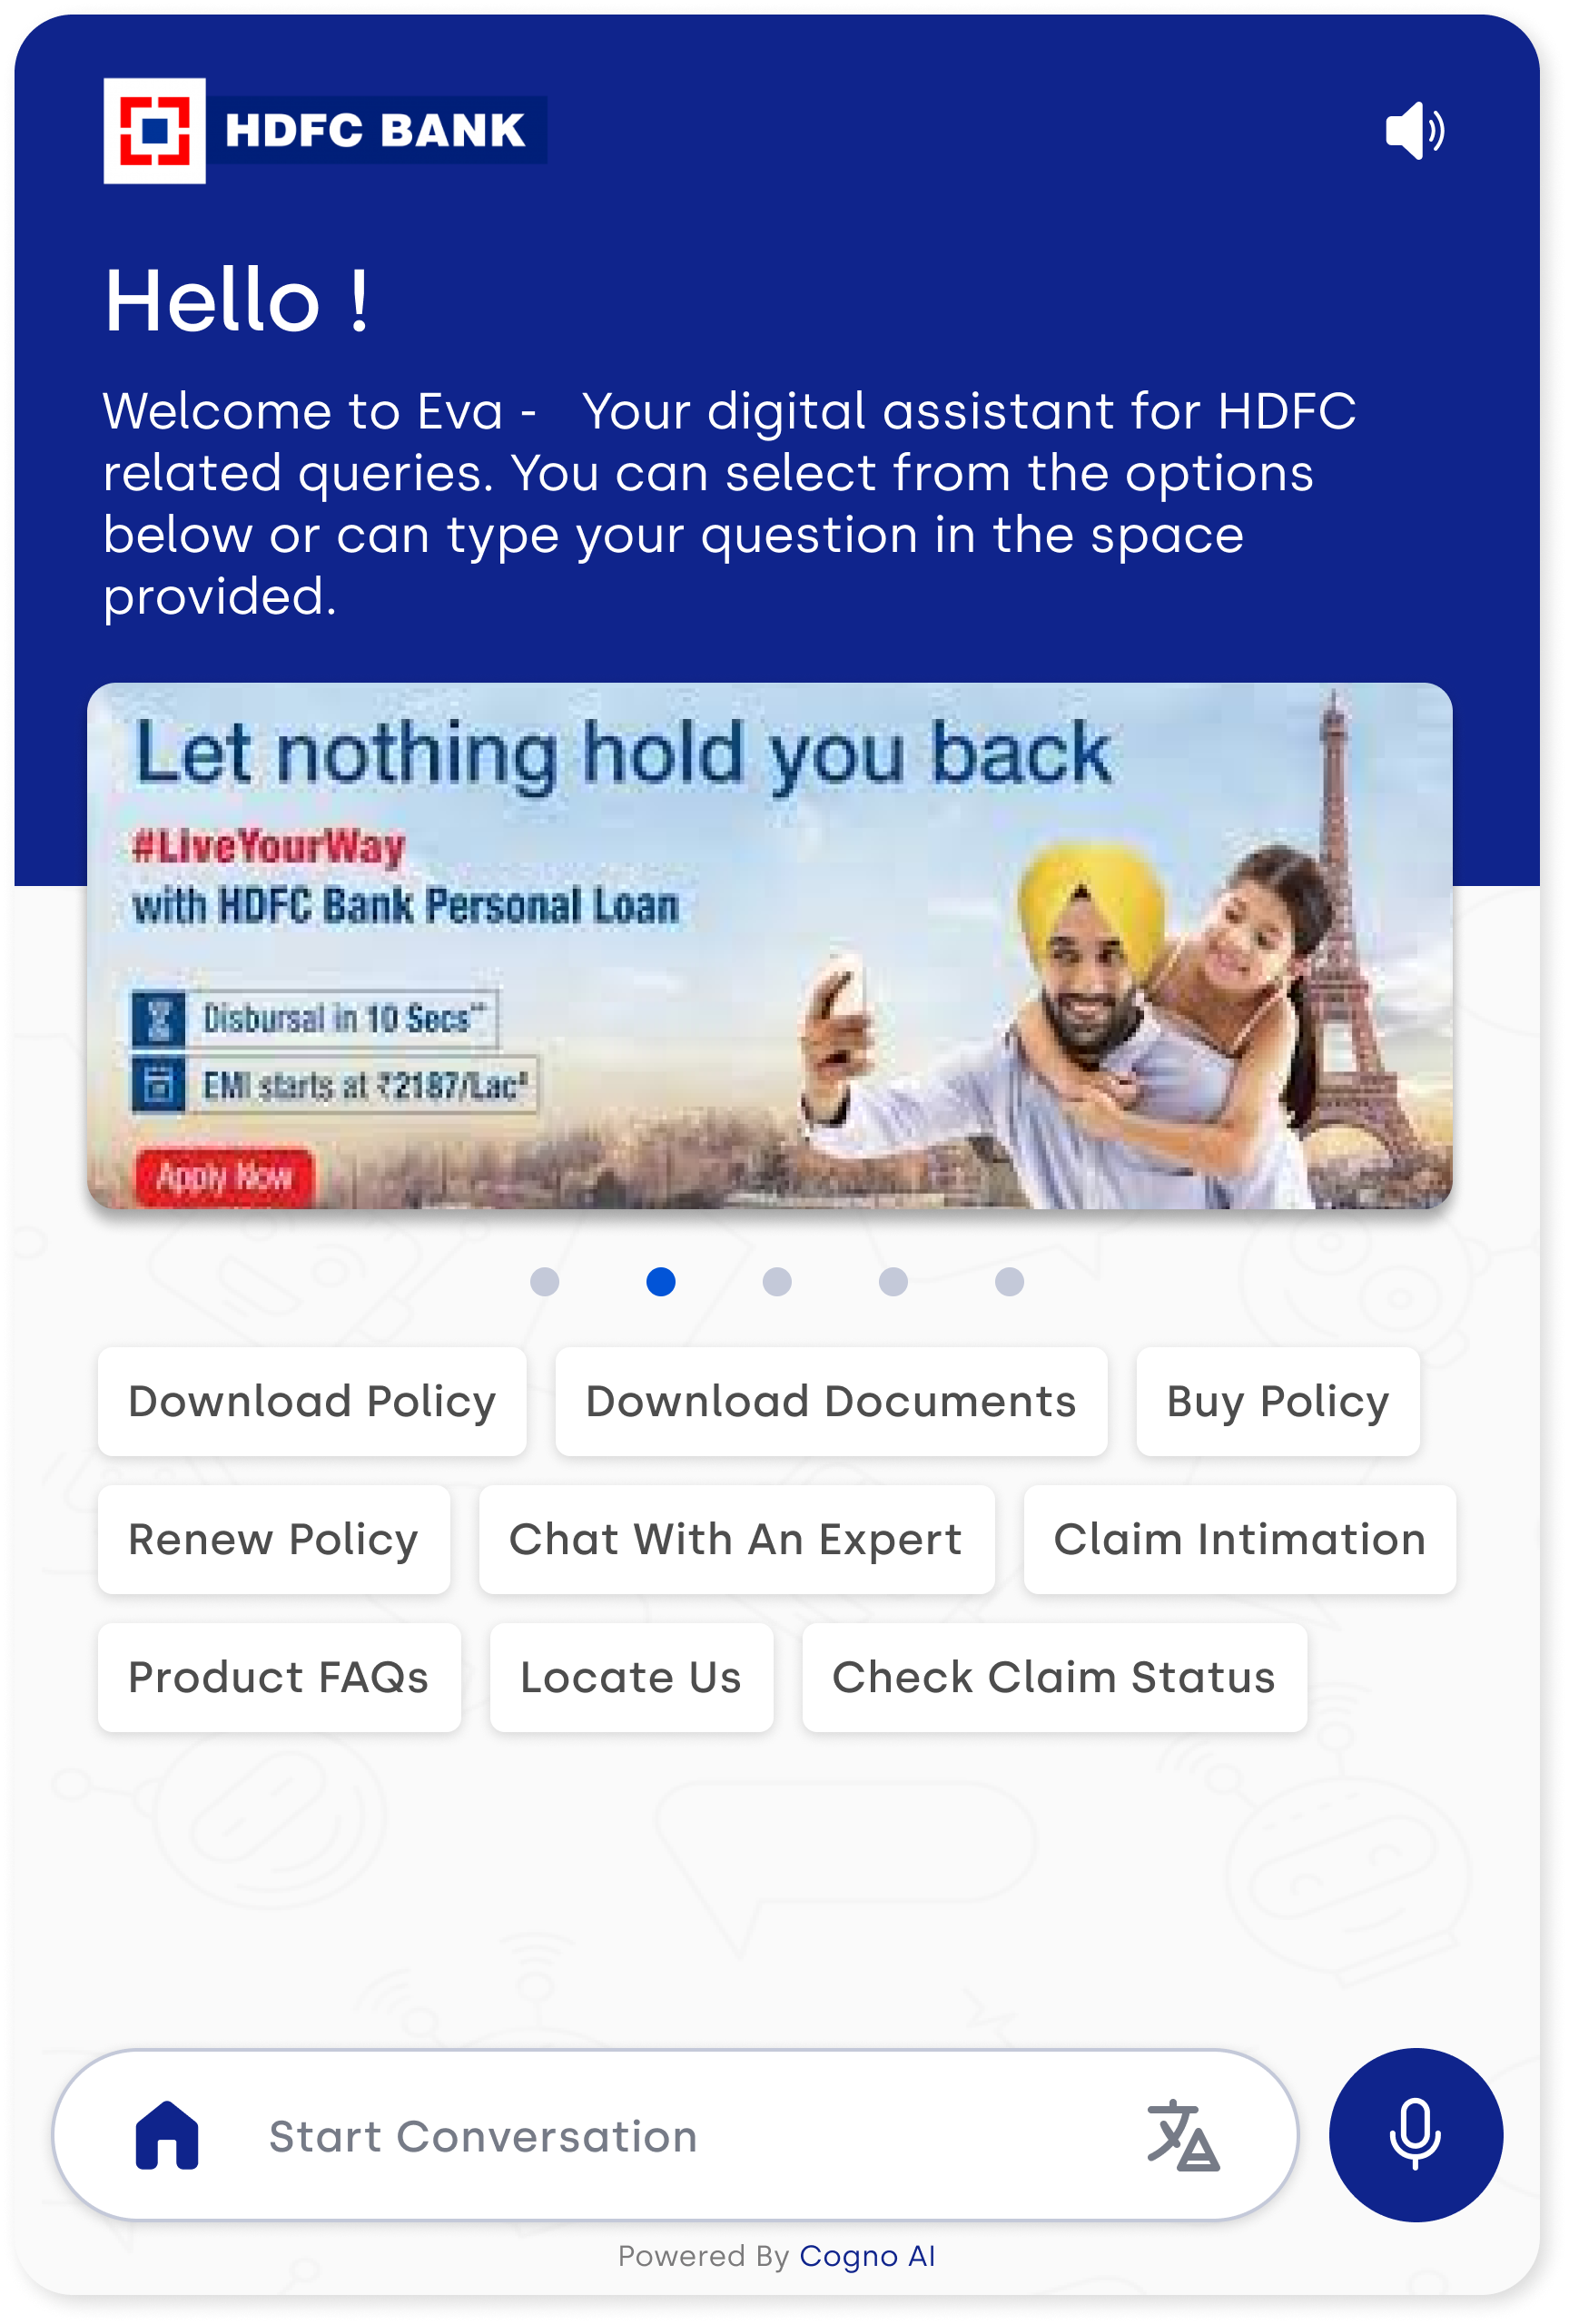 HDFC BANK
Hello !
Welcome to Eva - Your digital assistant for HDFC
related queries. You can select from the options
below or can type your question in the space
provided.
Let nothing hold you back
#LiveYourWay
with HDFC Bank Personal Loan
Disbursal in 10 Secs**
EMI starts at ₹2187/Lac
Apply Now
Download Policy
Download Documents
Buy Policy
Renew Policy
Chat With An Expert
Claim Intimation
Product FAQs
Locate Us
Check Claim Status
Start Conversation
Powered By Cogno AI